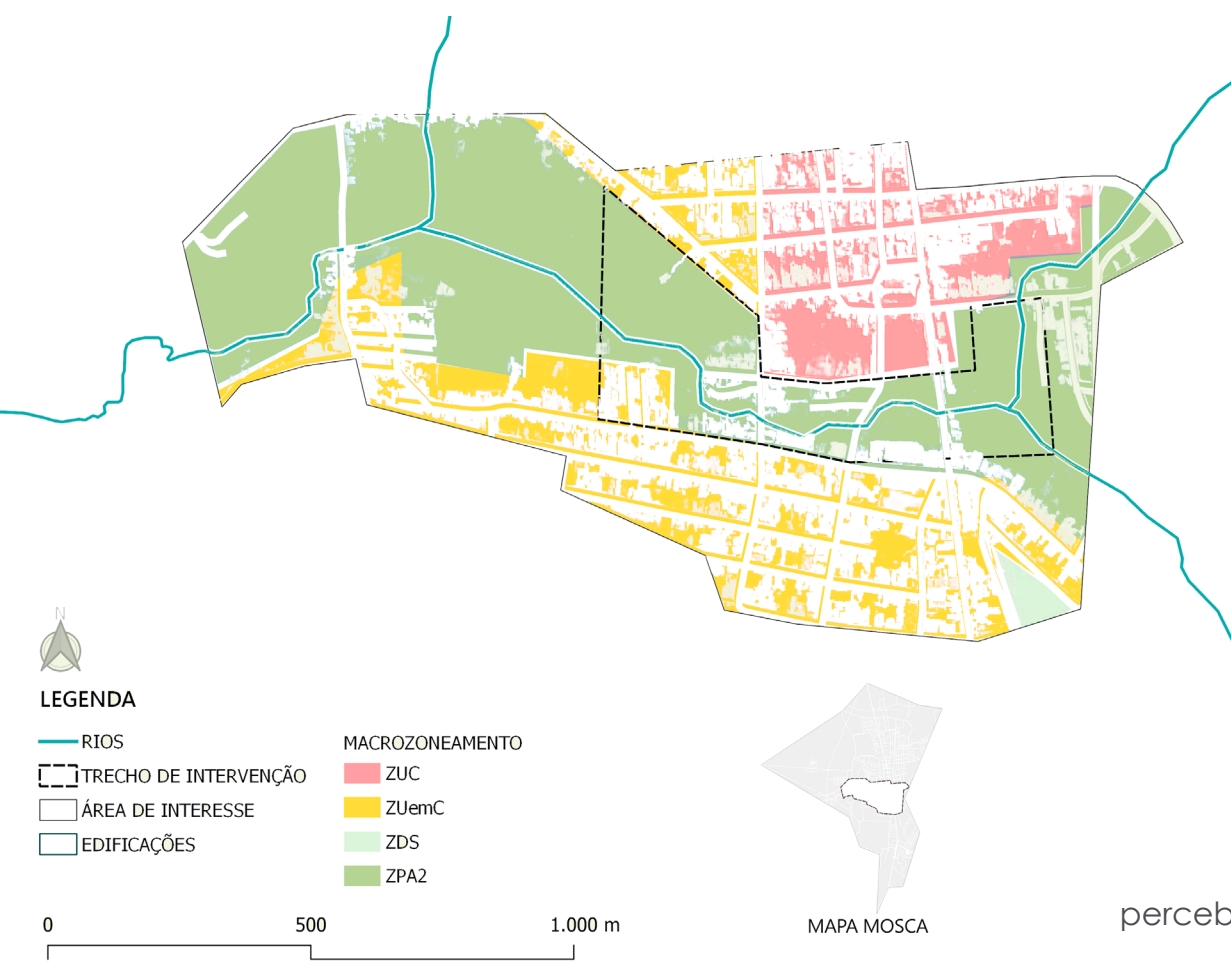 N
LEGENDA
RIOS
TRECHO DE INTERVENÇÃO
ÁREA DE INTERESSE
EDIFICAÇÕES
MACROZONEAMENTO
ZUC
ZUemC
ZDS
ZPA2
0 500 1.000 m
MAPA MOSCA
perceb